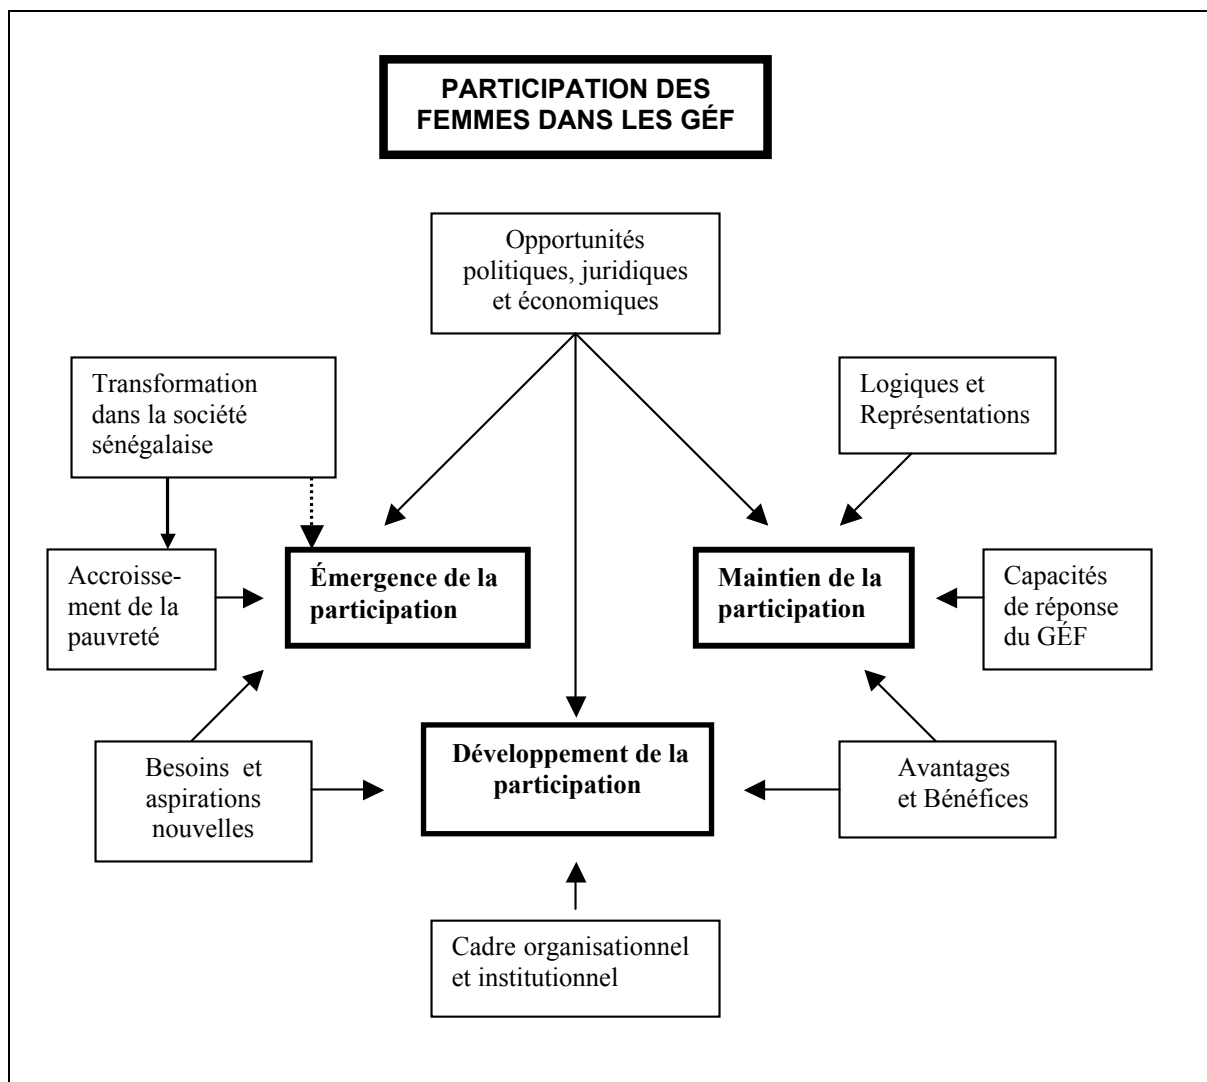 PARTICIPATION DES
FEMMES DANS LES GÉF
Opportunités
politiques, juridiques
et économiques
Transformation
dans la société
sénégalaise
Logiques et
Représentations
Accroisse-
ment de la
pauvreté
Émergence de la
participation
Maintien de la
participation
Capacités
de réponse
du GÉF
Besoins et
aspirations
nouvelles
Développement de la
participation
Avantages
et Bénéfices
Cadre organisationnel
et institutionnel